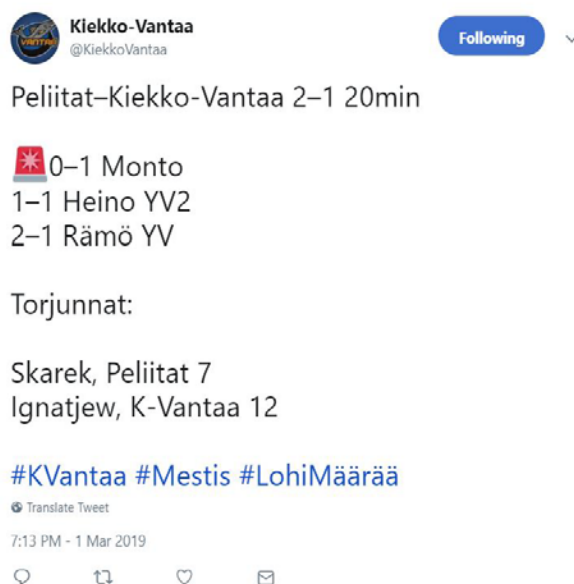 Kiekko-Vantaa
@KiekkoVantaa
Following
Peliitat–Kiekko-Vantaa 2–1 20min
🚨0–1 Monto
1–1 Heino YV2
2–1 Rämö YV
Torjunnat:
Skarek, Peliitat 7
Ignatjew, K-Vantaa 12
#KVantaa #Mestis #LohiMäärää
Translate Tweet
7:13 PM - 1 Mar 2019